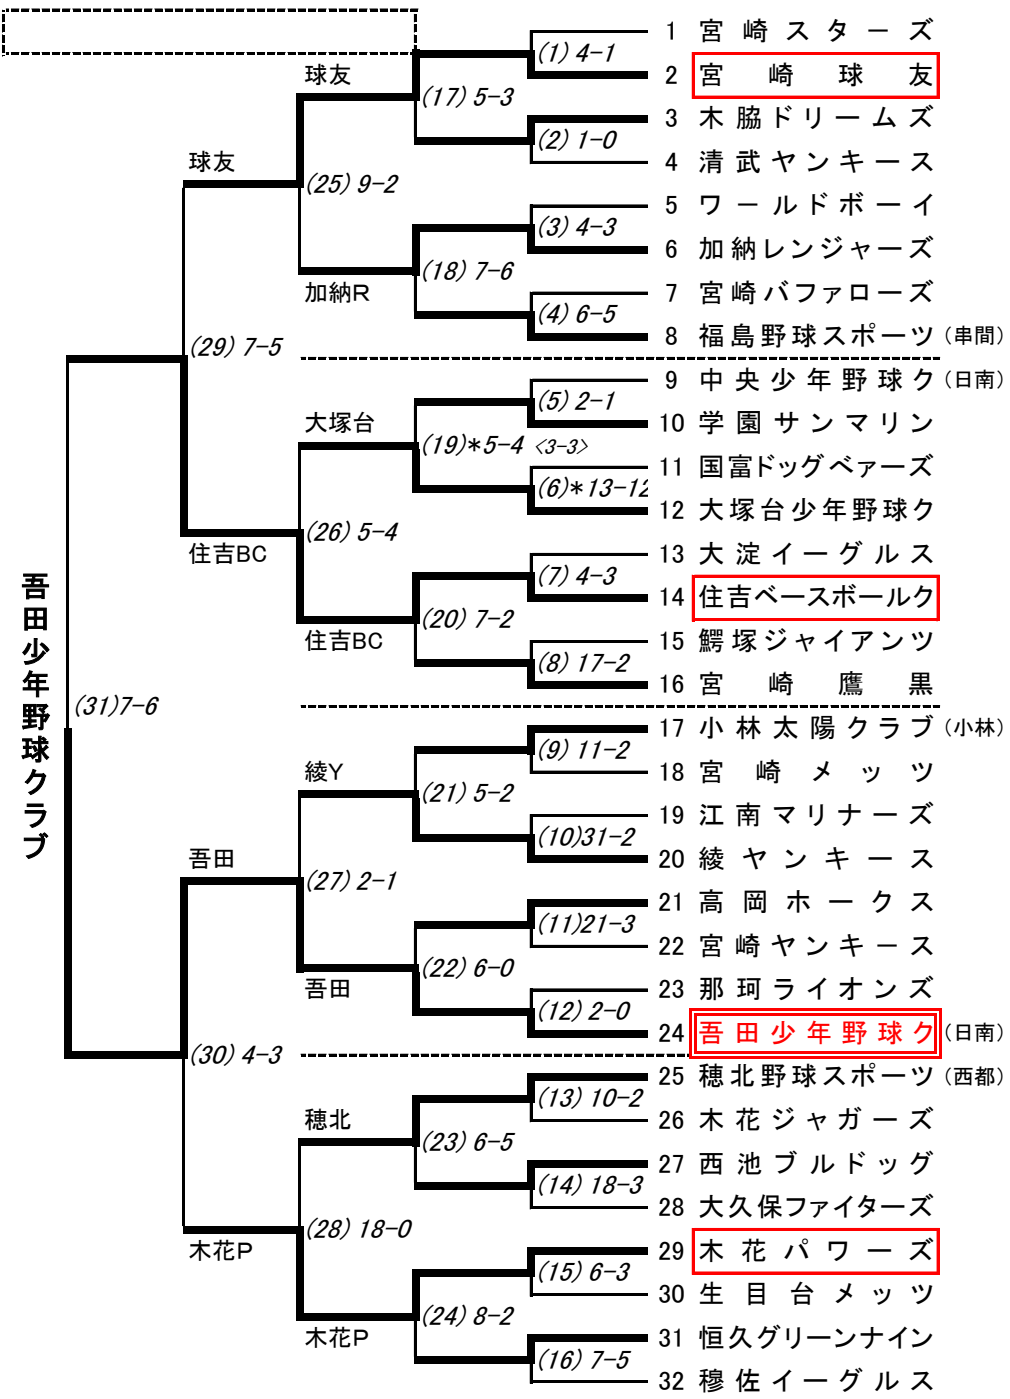 1 宮崎スターズ
(1) 4-1
2 宮崎球友
球友
(17) 5-3
3 木脇ドリームズ
(2) 1-0
4 清武ヤンキース
球友
(25) 9-2
5 ワールドボーイ
(3) 4-3
6 加納レンジャーズ
(18) 7-6
加納R
7 宮崎バファローズ
(4) 6-5
8 福島野球スポーツ(串間)
(29) 7-5
9 中央少年野球ク(日南)
(5) 2-1
10 学園サンマリン
大塚台
(19)*5-4 <3-3>
11 国富ドッグベァーズ
(6)*13-12
12 大塚台少年野球ク
(26) 5-4
住吉BC
13 大淀イーグルス
(7) 4-3
14 住吉ベースボールク
(20) 7-2
住吉BC
15 鰐塚ジャイアンツ
(8) 17-2
16 宮崎鷹黒
吾田少年野球クラブ
(31)7-6
17 小林太陽クラブ(小林)
(9) 11-2
18 宮崎メッツ
綾Y
(21) 5-2
19 江南マリナーズ
(10)31-2
20 綾ヤンキース
吾田
(27) 2-1
21 高岡ホークス
(11)21-3
22 宮崎ヤンキース
(22) 6-0
吾田
23 那珂ライオンズ
(12) 2-0
24 吾田少年野球ク(日南)
(30) 4-3
25 穂北野球スポーツ(西都)
(13) 10-2
26 木花ジャガーズ
穂北
(23) 6-5
27 西池ブルドッグ
(14) 18-3
28 大久保ファイターズ
(28) 18-0
木花P
29 木花パワーズ
(15) 6-3
30 生目台メッツ
(24) 8-2
木花P
31 恒久グリーンナイン
(16) 7-5
32 穆佐イーグルス